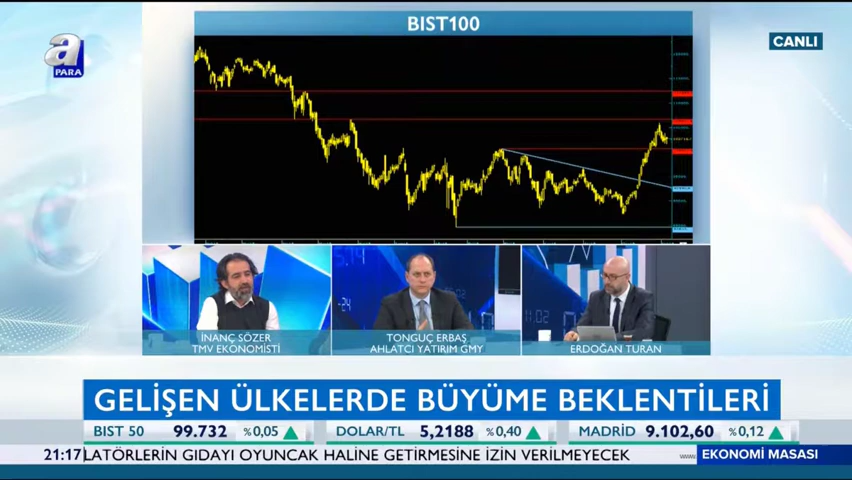 BIST100
CANLI
a
PARA
İNANÇ SÖZER
TMV EKONOMİSTİ
TONGUÇ ERBAŞ
AHLATCI YATIRIM GMY
ERDOĞAN TURAN
GELİŞEN ÜLKELERDE BÜYÜME BEKLENTİLERİ
BIST 50 99.732 %0,05 DOLAR/TL 5,2188 %0,40 MADRİD 9.102,60 %0,12
21:17 LATÖRLERİN GIDAYI OYUNCAK HALİNE GETİRMESİNE İZİN VERİLMEYECEK www. EKONOMİ MASASI